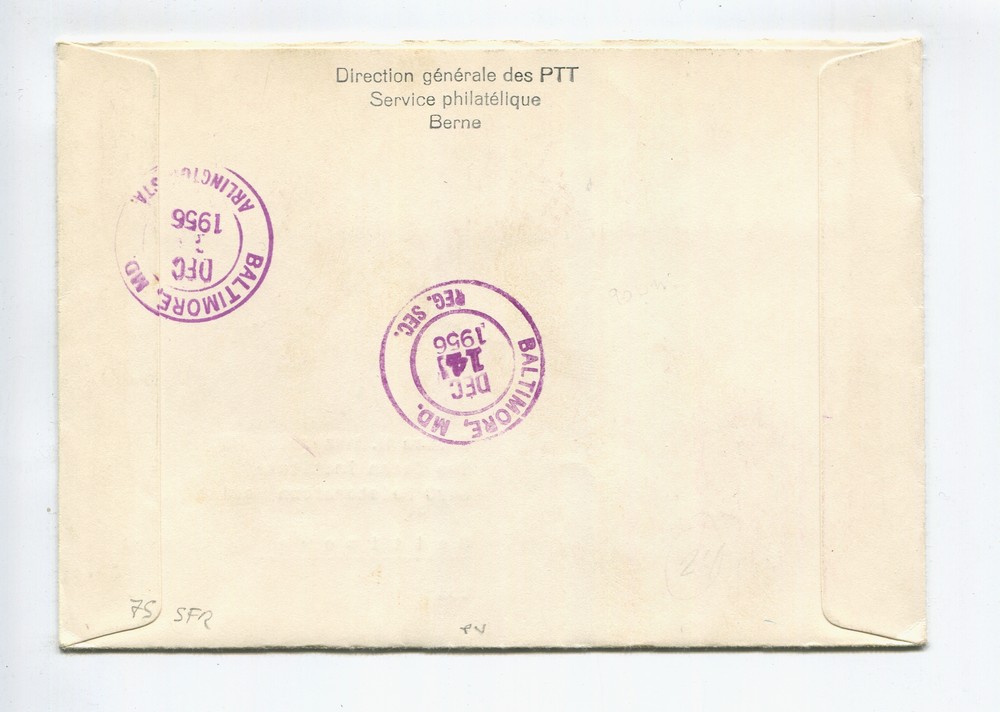 Direction générale des PTT
Service philatélique
Berne
BALTIMORE, MD.
ARLINGTON STA.
DEC
1956
BALTIMORE, MD.
REG. SEC.
DEC
14
1956
75 SFR